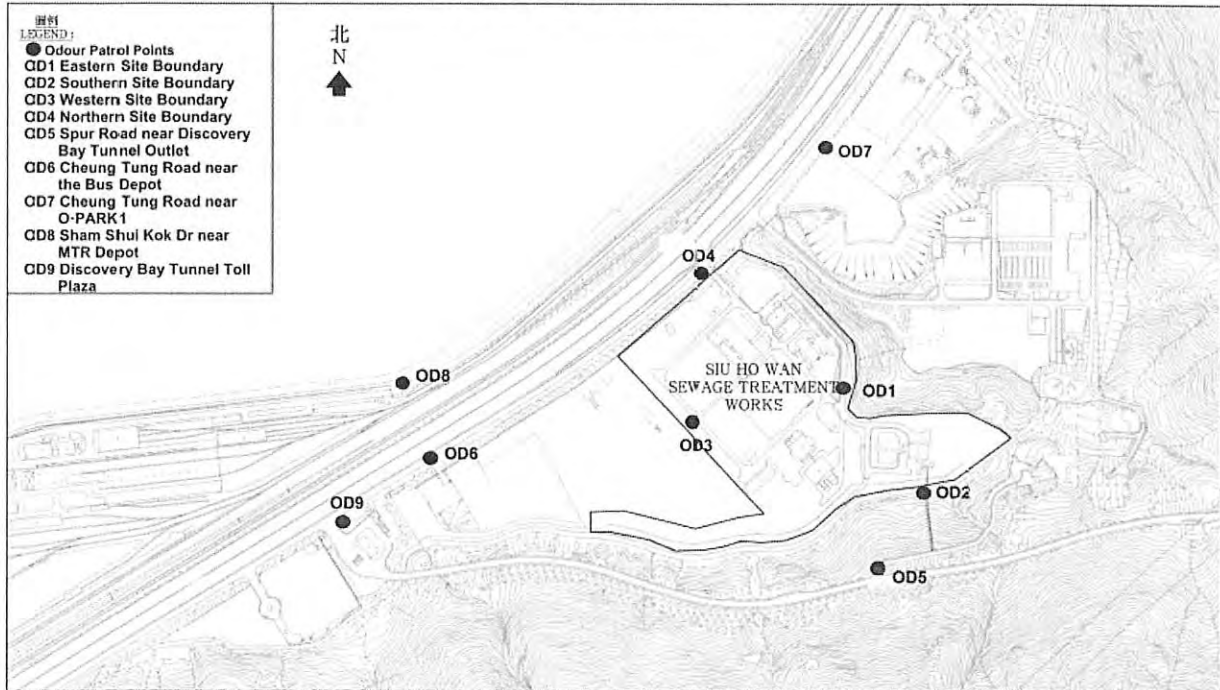 圖例
LEGEND :
Odour Patrol Points
OD1 Eastern Site Boundary
OD2 Southern Site Boundary
OD3 Western Site Boundary
OD4 Northern Site Boundary
OD5 Spur Road near Discovery
Bay Tunnel Outlet
OD6 Cheung Tung Road near
the Bus Depot
OD7 Cheung Tung Road near
O-PARK1
OD8 Sham Shui Kok Dr near
MTR Depot
OD9 Discovery Bay Tunnel Toll
Plaza
北
N
OD7
OD4
OD8
SIU HO WAN
SEWAGE TREATMENT
WORKS
OD1
OD3
OD6
OD2
OD9
OD5